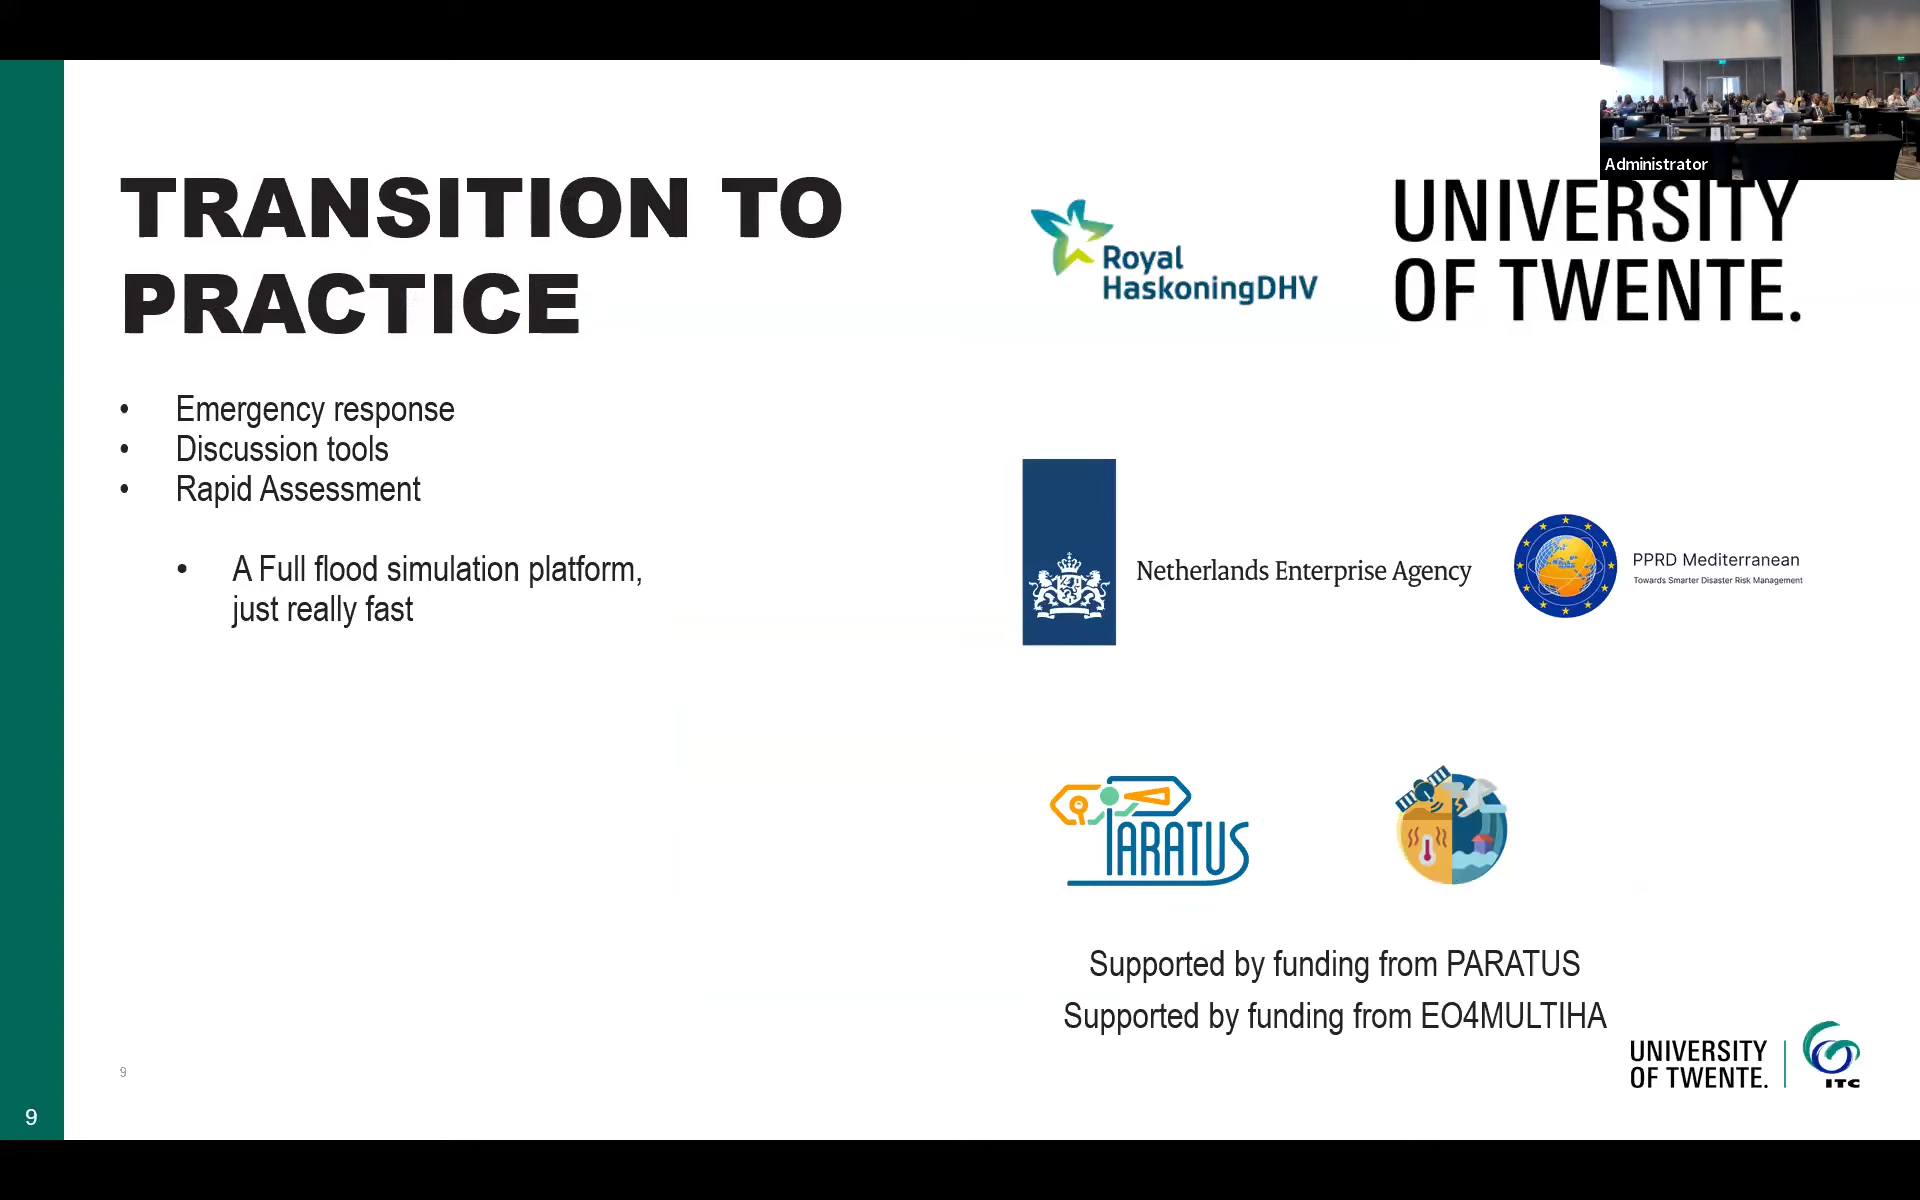 Administrator
TRANSITION TO
PRACTICE
• Emergency response
• Discussion tools
• Rapid Assessment
• A Full flood simulation platform,
just really fast
Royal
HaskoningDHV
UNIVERSITY
OF TWENTE.
Netherlands Enterprise Agency
PPRD Mediterranean
Towards Smarter Disaster Risk Management
PARATUS
Supported by funding from PARATUS
Supported by funding from EO4MULTIHA
UNIVERSITY
OF TWENTE.
ITC
9
9